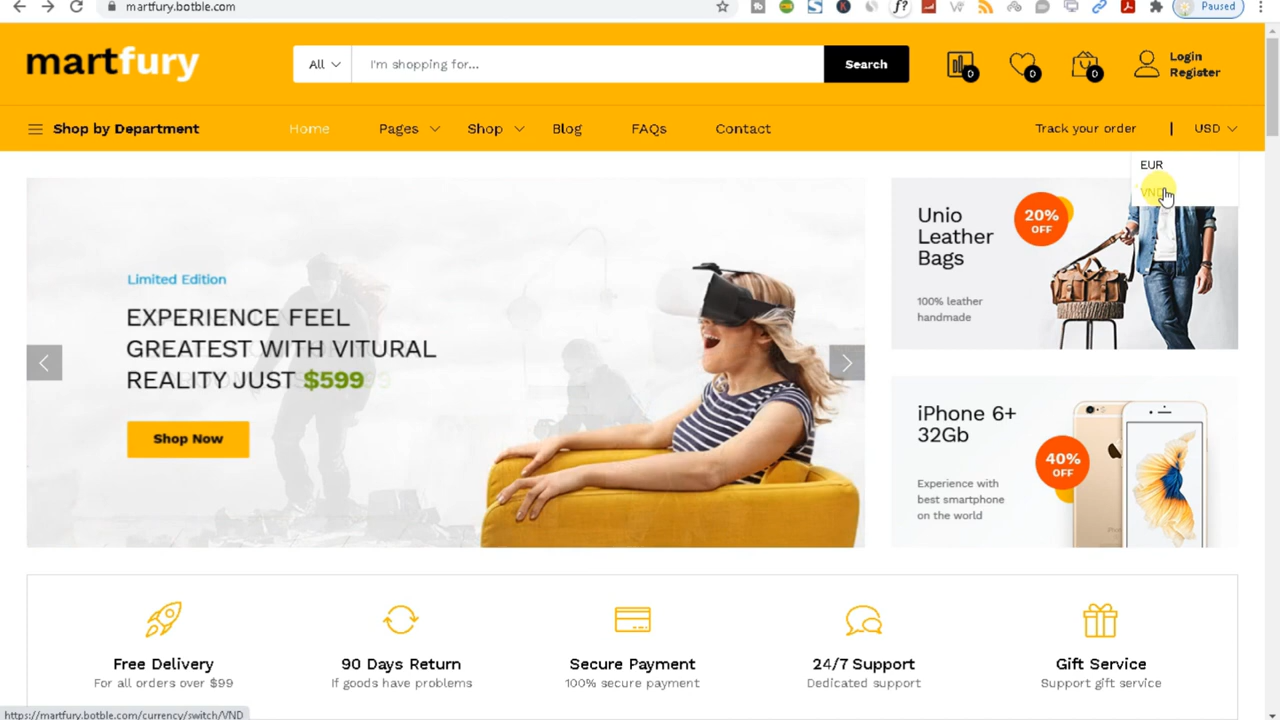 martfury.botble.com
Paused
martfury
All
I'm shopping for...
Search
0
0
0
Login
Register
Shop by Department
Home
Pages
Shop
Blog
FAQs
Contact
Track your order
USD
EUR
VND
Limited Edition
EXPERIENCE FEEL
GREATEST WITH VITURAL
REALITY JUST $599
Shop Now
Unio
Leather
Bags
20%
OFF
100% leather
handmade
iPhone 6+
32Gb
40%
OFF
Experience with
best smartphone
on the world
Free Delivery
For all orders over $99
90 Days Return
If goods have problems
Secure Payment
100% secure payment
24/7 Support
Dedicated support
Gift Service
Support gift service
https://martfury.botble.com/currency/switch/VND